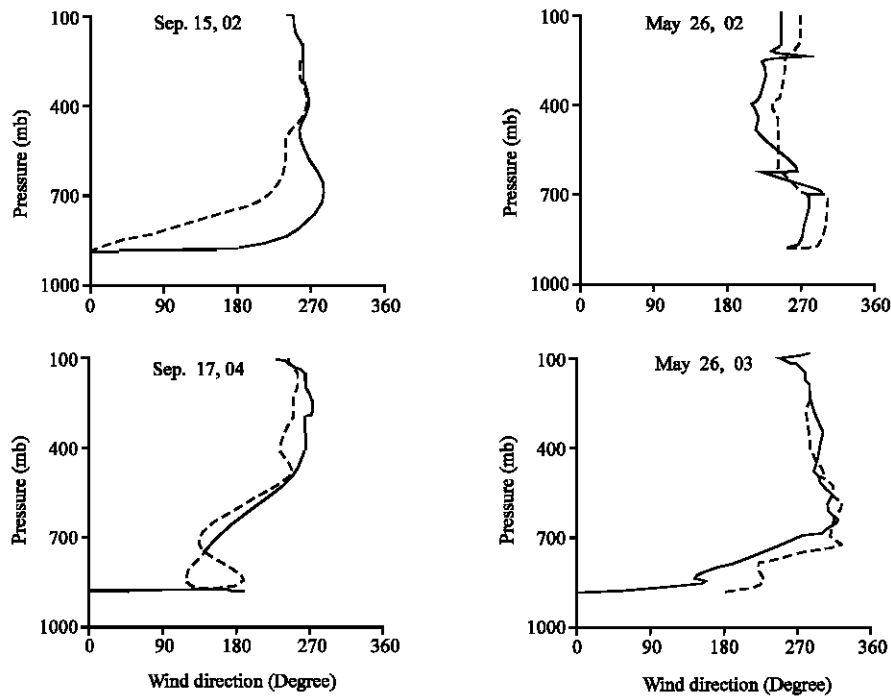 Sep. 15, 02
Pressure (mb)
100
400
700
1000
0 90 180 270 360
May 26, 02
Pressure (mb)
100
400
700
1000
0 90 180 270 360
Sep. 17, 04
Pressure (mb)
100
400
700
1000
0 90 180 270 360
Wind direction (Degree)
May 26, 03
Pressure (mb)
100
400
700
1000
0 90 180 270 360
Wind direction (Degree)